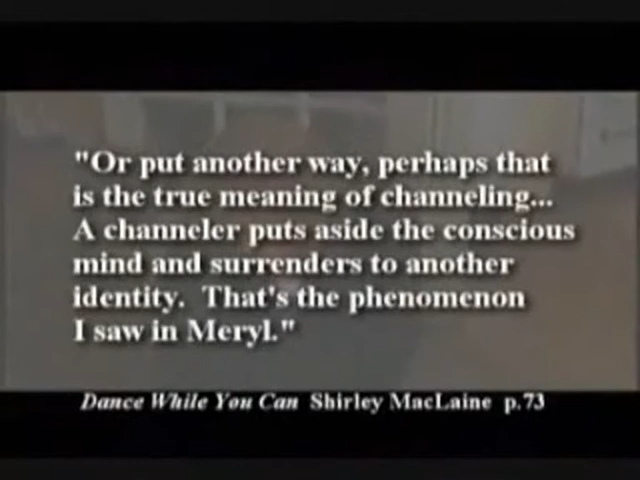 "Or put another way, perhaps that
is the true meaning of channeling...
A channeler puts aside the conscious
mind and surrenders to another
identity.  That's the phenomenon
I saw in Meryl."
Dance While You Can  Shirley MacLaine  p.73